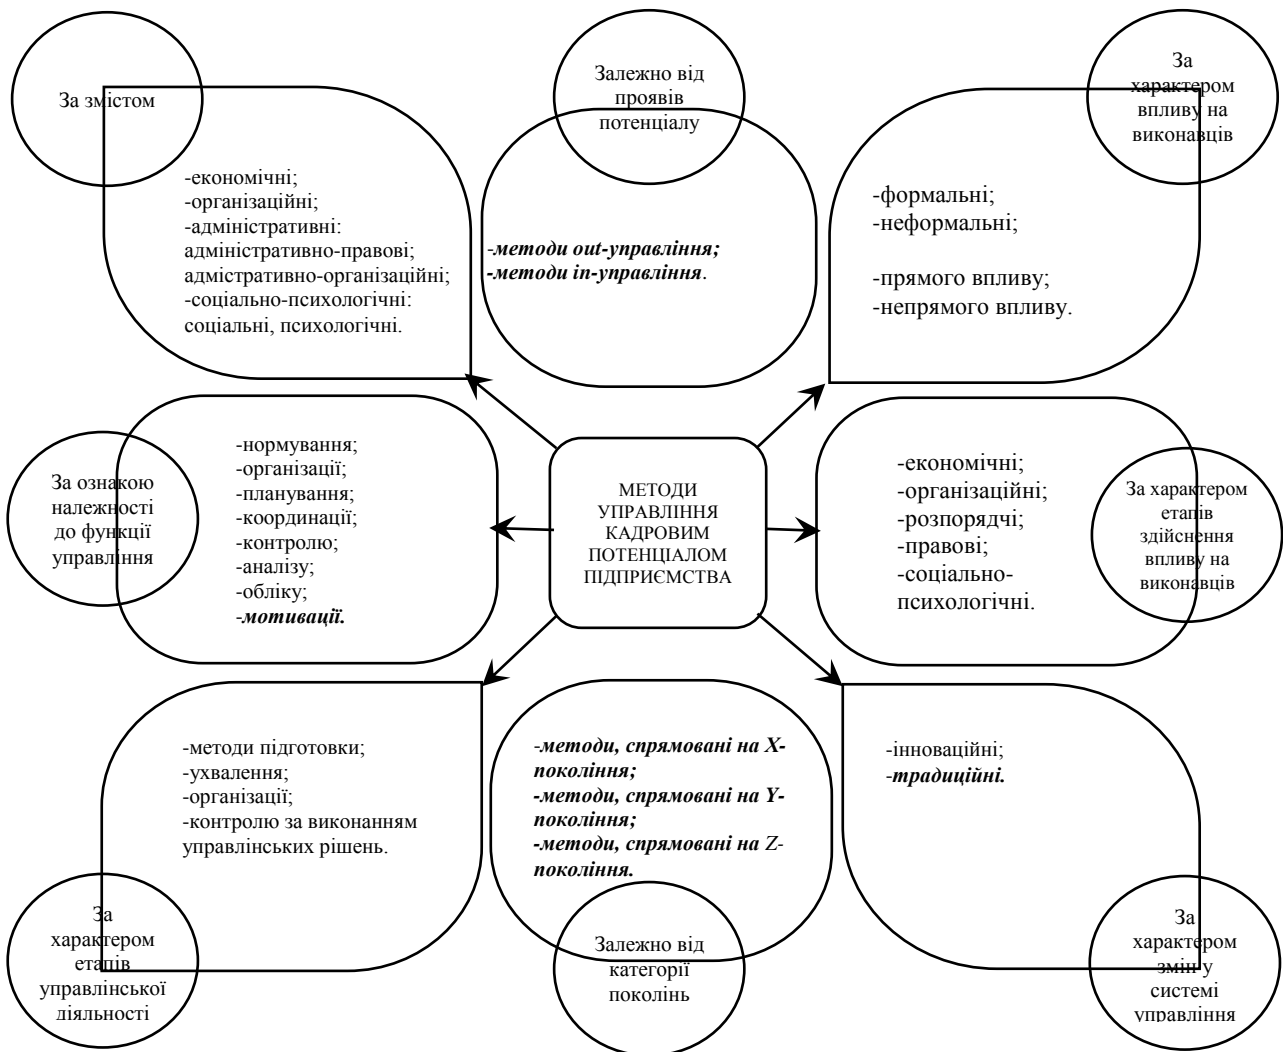 За змістом
-економічні;
-організаційні;
-адміністративні:
адміністративно-правові;
адмістративно-організаційні;
-соціально-психологічні:
соціальні, психологічні.
Залежно від
проявів
потенціалу
-методи out-управління;
-методи in-управління.
За
характером
впливу на
виконавців
-формальні;
-неформальні;
-прямого впливу;
-непрямого впливу.
За ознакою
належності
до функції
управління
-нормування;
-організації;
-планування;
-координації;
-контролю;
-аналізу;
-обліку;
-мотивації.
МЕТОДИ
УПРАВЛІННЯ
КАДРОВИМ
ПОТЕНЦІАЛОМ
ПІДПРИЄМСТВА
-економічні;
-організаційні;
-розпорядчі;
-правові;
-соціально-
психологічні.
За характером
етапів
здійснення
впливу на
виконавців
-методи підготовки;
-ухвалення;
-організації;
-контролю за виконанням
управлінських рішень.
За
характером
етапів
управлінської
діяльності
-методи, спрямовані на X-
покоління;
-методи, спрямовані на Y-
покоління;
-методи, спрямовані на Z-
покоління.
Залежно від
категорії
поколінь
-інноваційні;
-традиційні.
За
характером
змін у
системі
управління